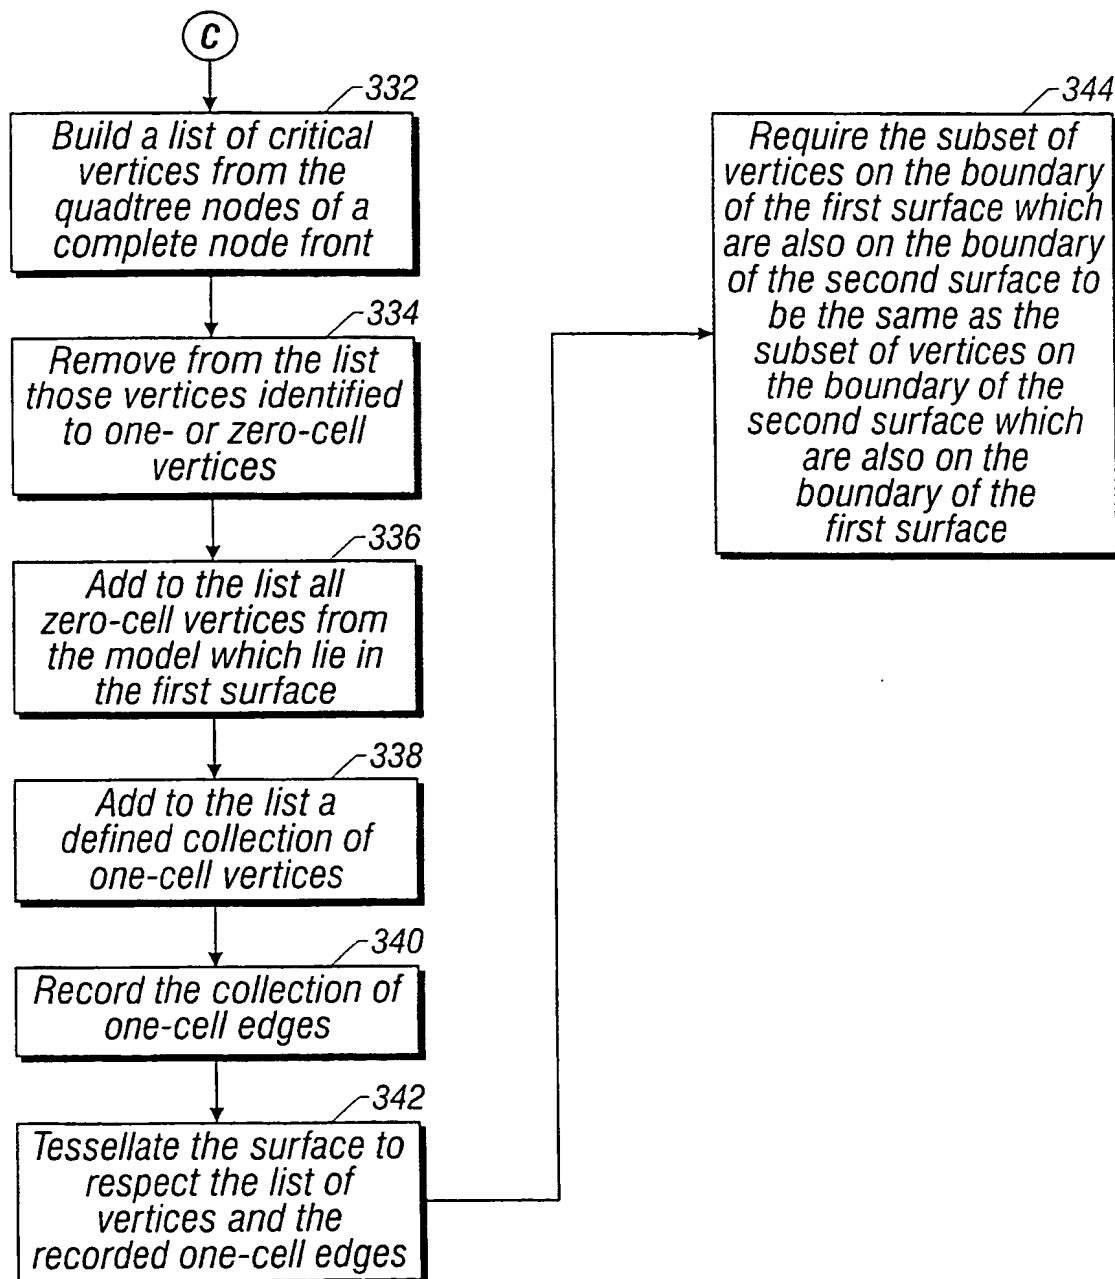 C
332
Build a list of critical
vertices from the
quadtree nodes of a
complete node front
334
Remove from the list
those vertices identified
to one- or zero-cell
vertices
336
Add to the list all
zero-cell vertices from
the model which lie in
the first surface
338
Add to the list a
defined collection of
one-cell vertices
340
Record the collection of
one-cell edges
342
Tessellate the surface to
respect the list of
vertices and the
recorded one-cell edges
344
Require the subset of
vertices on the boundary
of the first surface which
are also on the boundary
of the second surface to
be the same as the
subset of vertices on
the boundary of the
second surface which
are also on the
boundary of the
first surface